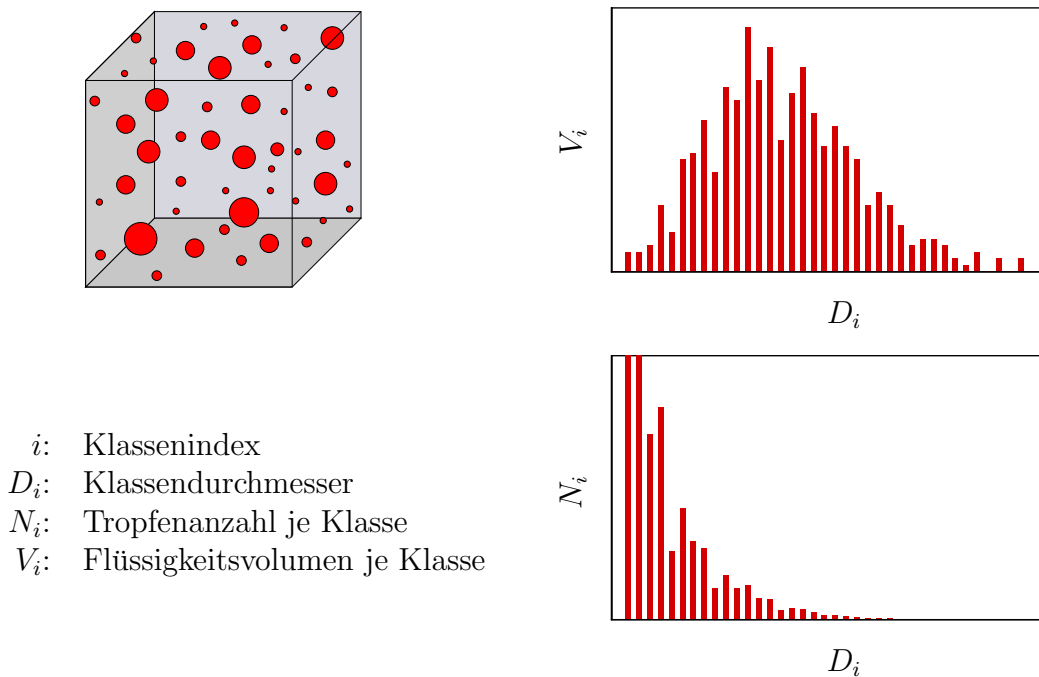 V_i
D_i
i: Klassenindex
D_i: Klassendurchmesser
N_i: Tropfenanzahl je Klasse
V_i: Flüssigkeitsvolumen je Klasse
N_i
D_i